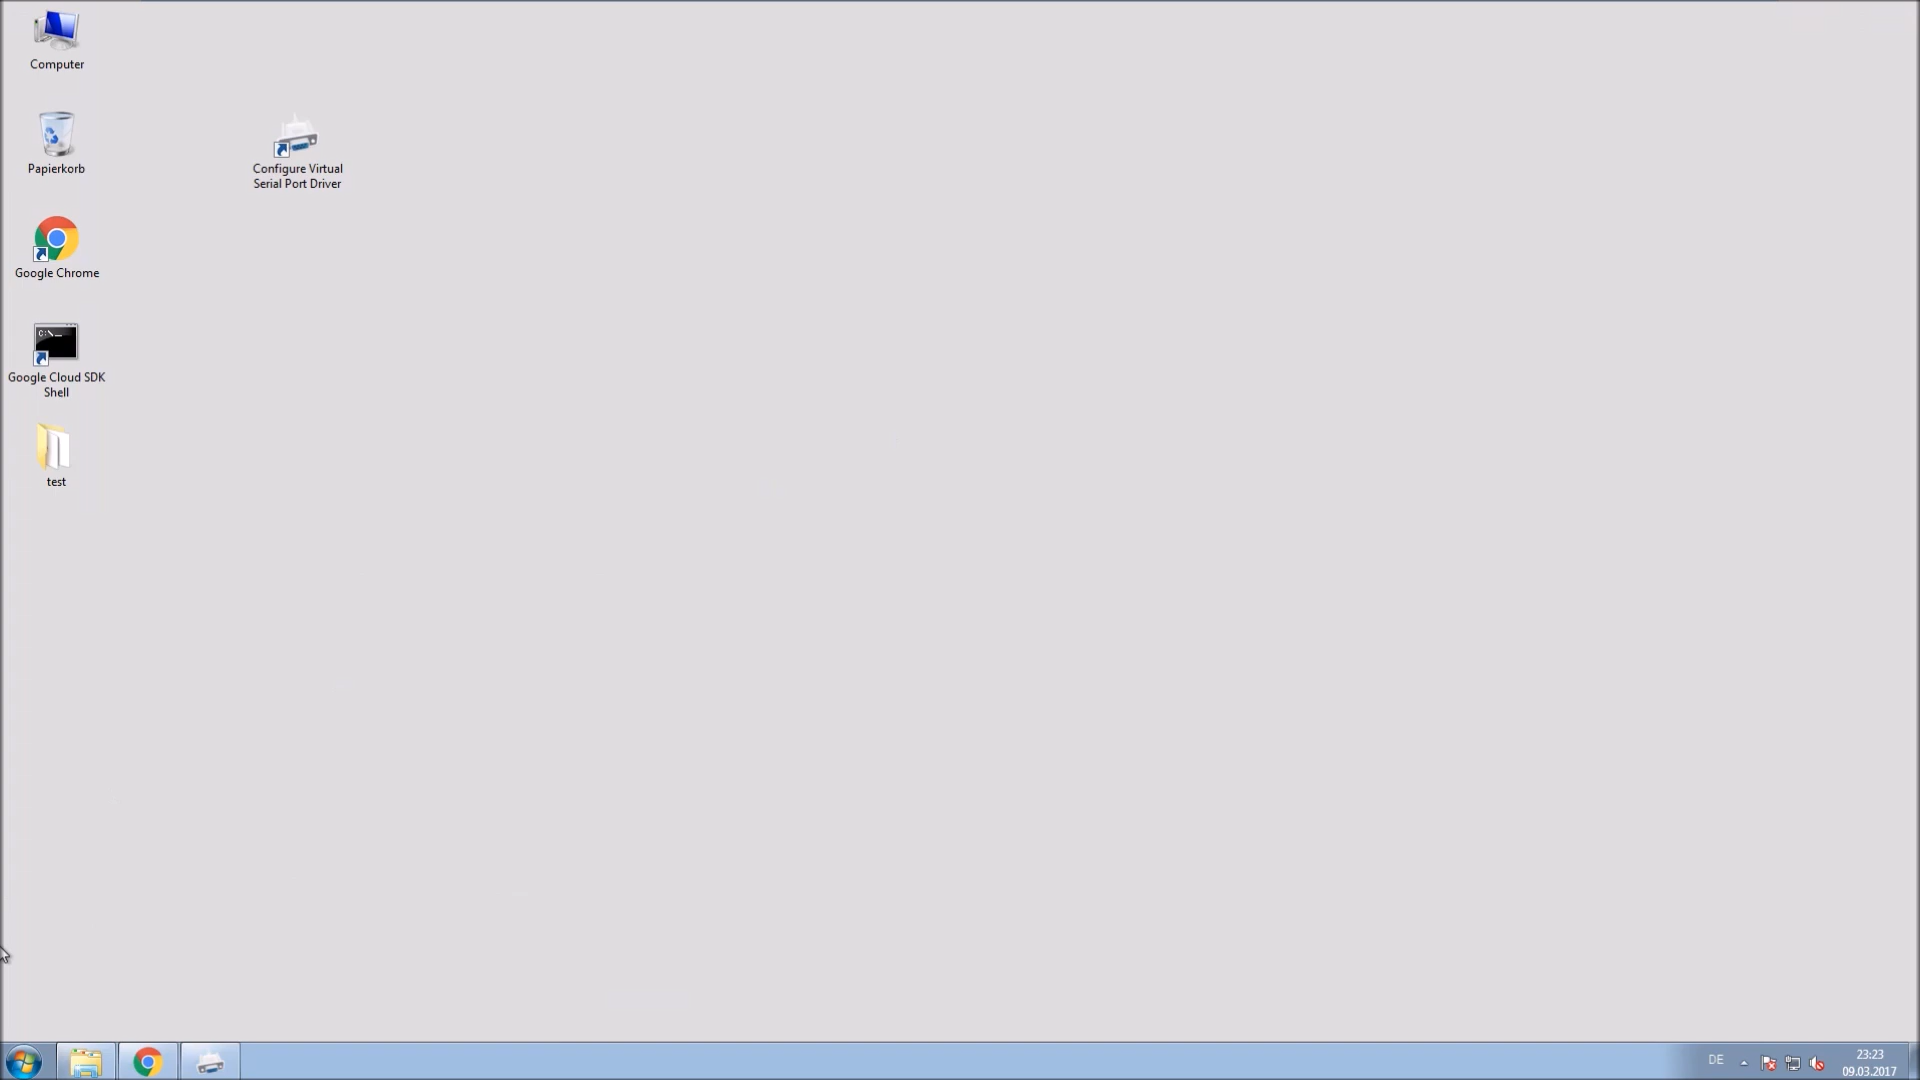 Computer
Papierkorb
Configure Virtual
Serial Port Driver
Google Chrome
C:\_
Google Cloud SDK
Shell
test
DE
23:23
09.03.2017